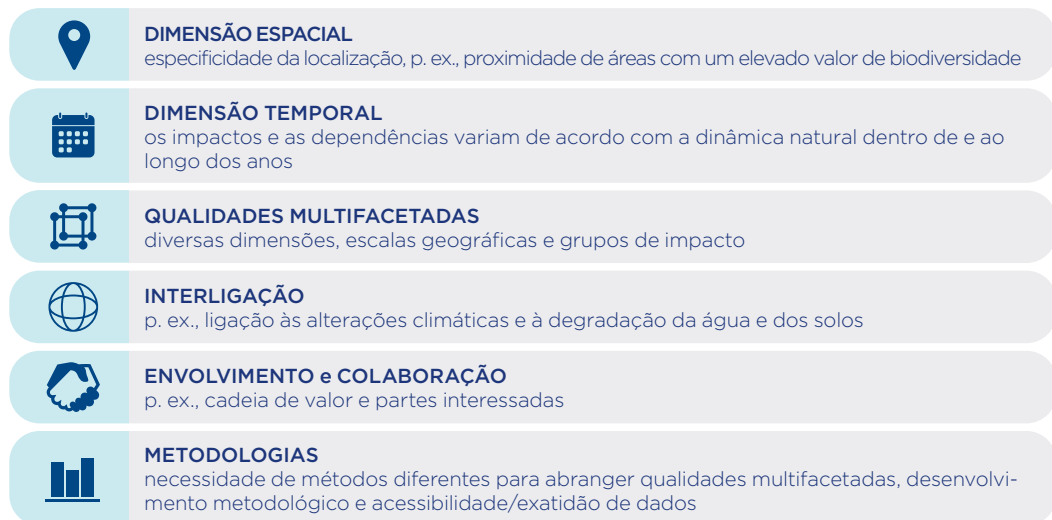 DIMENSÃO ESPACIAL
especificidade da localização, p. ex., proximidade de áreas com um elevado valor de biodiversidade
DIMENSÃO TEMPORAL
os impactos e as dependências variam de acordo com a dinâmica natural dentro de e ao
longo dos anos
QUALIDADES MULTIFACETADAS
diversas dimensões, escalas geográficas e grupos de impacto
INTERLIGAÇÃO
p. ex., ligação às alterações climáticas e à degradação da água e dos solos
ENVOLVIMENTO e COLABORAÇÃO
p. ex., cadeia de valor e partes interessadas
METODOLOGIAS
necessidade de métodos diferentes para abranger qualidades multifacetadas, desenvolvi-
mento metodológico e acessibilidade/exatidão de dados